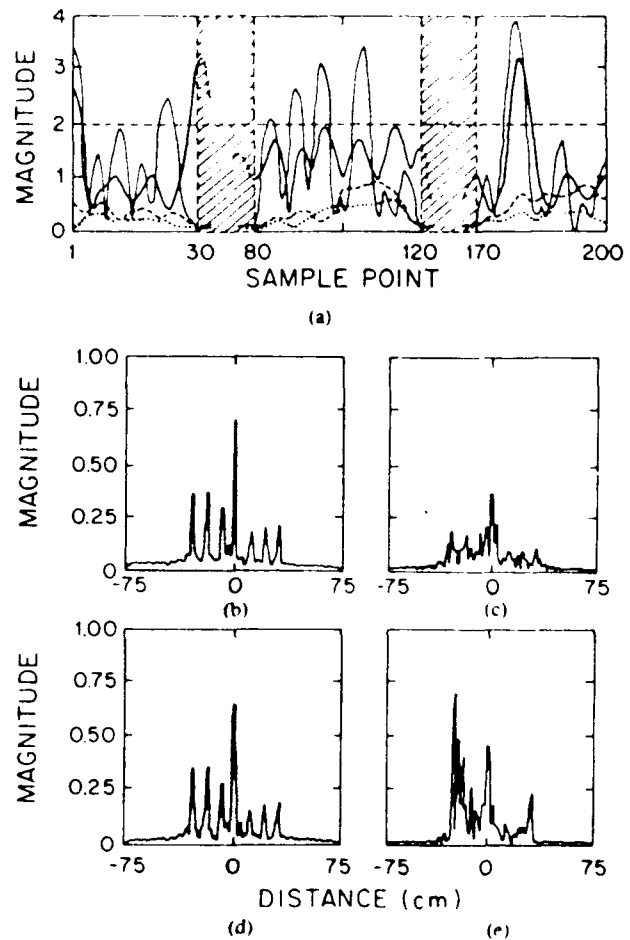 4
3
2
1
0
MAGNITUDE
1 30 80 120 170 200
SAMPLE POINT
(a)
1.00
0.75
0.50
0.25
0
MAGNITUDE
-75 0 75 -75 0 75
(b) (c)
1.00
0.75
0.50
0.25
0
MAGNITUDE
-75 0 75 -75 0 75
DISTANCE (cm)
(d) (e)